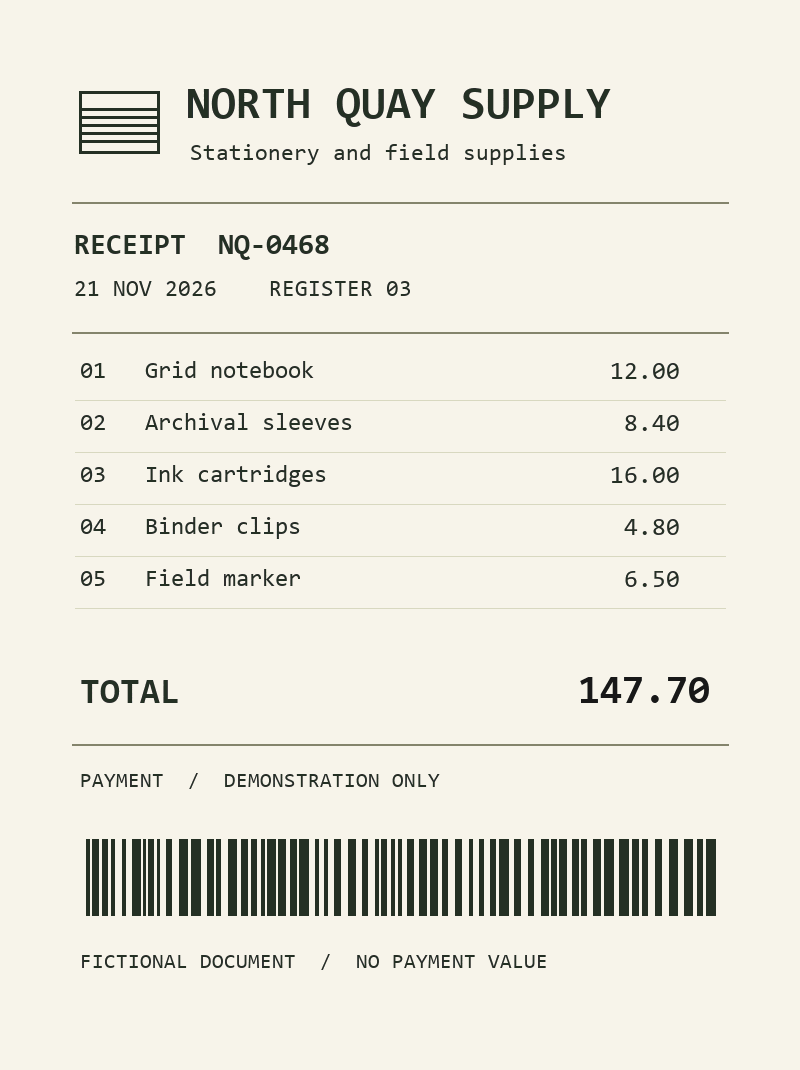 NORTH QUAY SUPPLY
Stationery and field supplies
RECEIPT NQ-0468
21 NOV 2026 REGISTER 03
01 Grid notebook 12.00
02 Archival sleeves 8.40
03 Ink cartridges 16.00
04 Binder clips 4.80
05 Field marker 6.50
TOTAL 147.70
PAYMENT / DEMONSTRATION ONLY
FICTIONAL DOCUMENT / NO PAYMENT VALUE